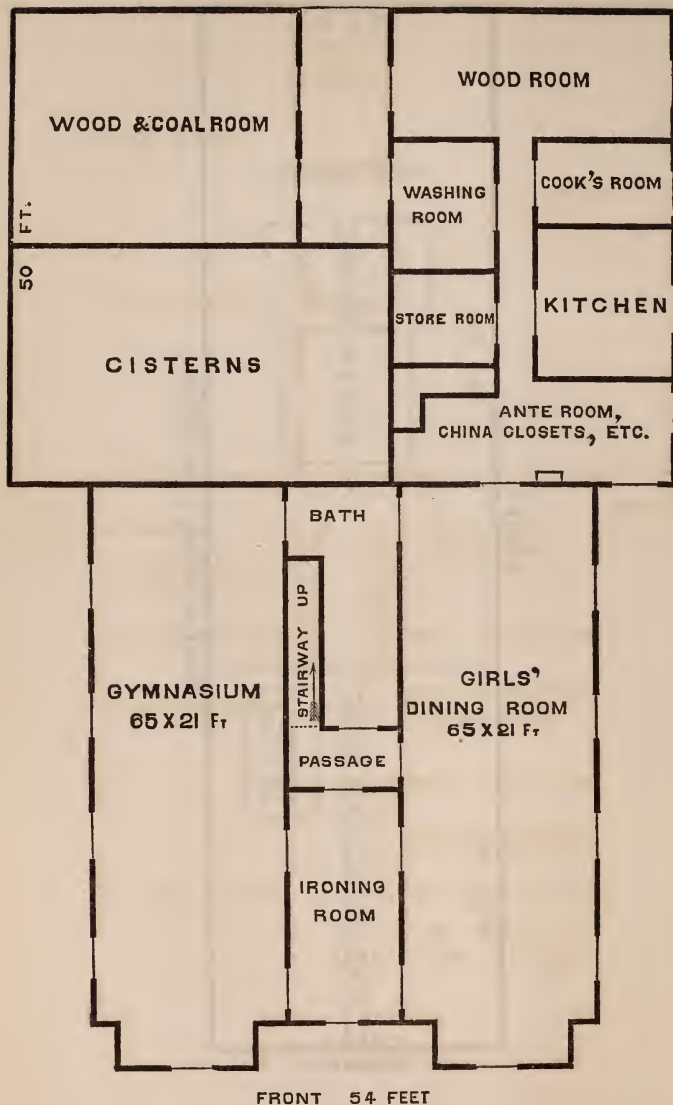 WOOD & COAL ROOM
WOOD ROOM
WASHING
ROOM
COOK'S ROOM
50 FT.
STORE ROOM
KITCHEN
CISTERNS
ANTE ROOM,
CHINA CLOSETS, ETC.
BATH
STAIRWAY UP
GYMNASIUM
65 X 21 FT
GIRLS'
DINING ROOM
65 X 21 FT
PASSAGE
IRONING
ROOM
FRONT 54 FEET